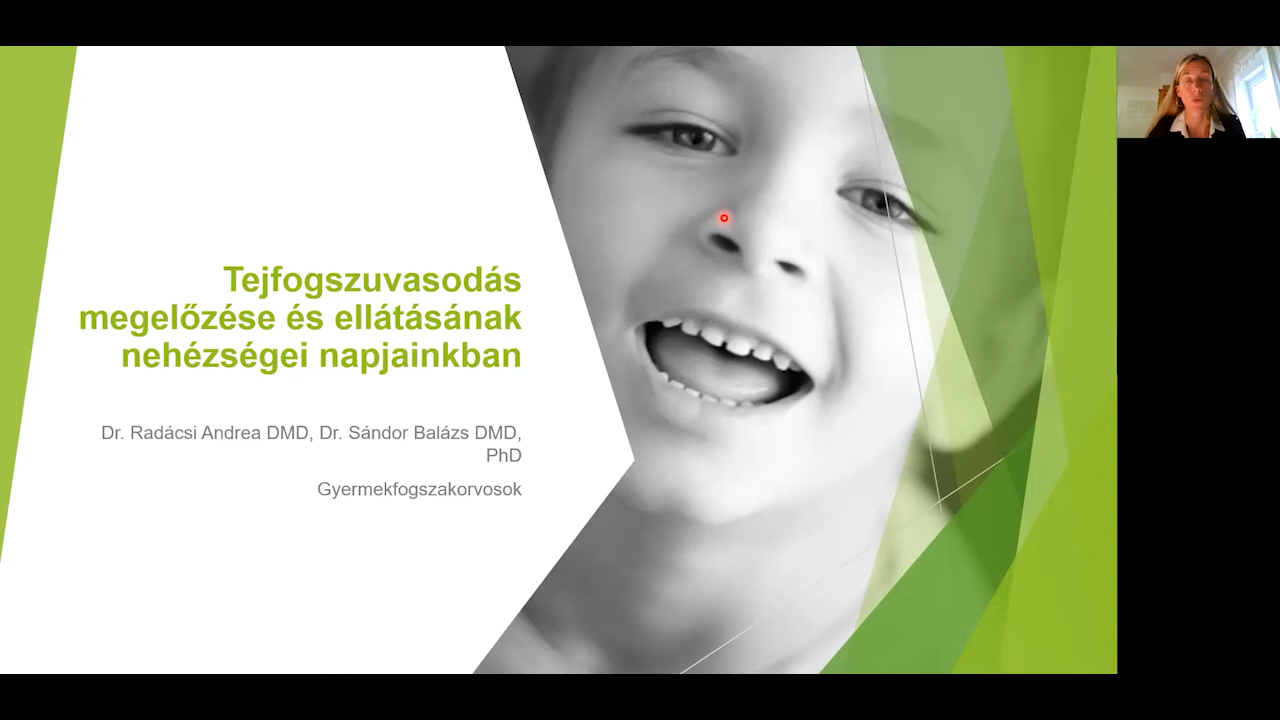 Tejfogszuvasodás
megelőzése és ellátásának
nehézségei napjainkban
Dr. Radácsi Andrea DMD, Dr. Sándor Balázs DMD,
PhD
Gyermekfogszakorvosok